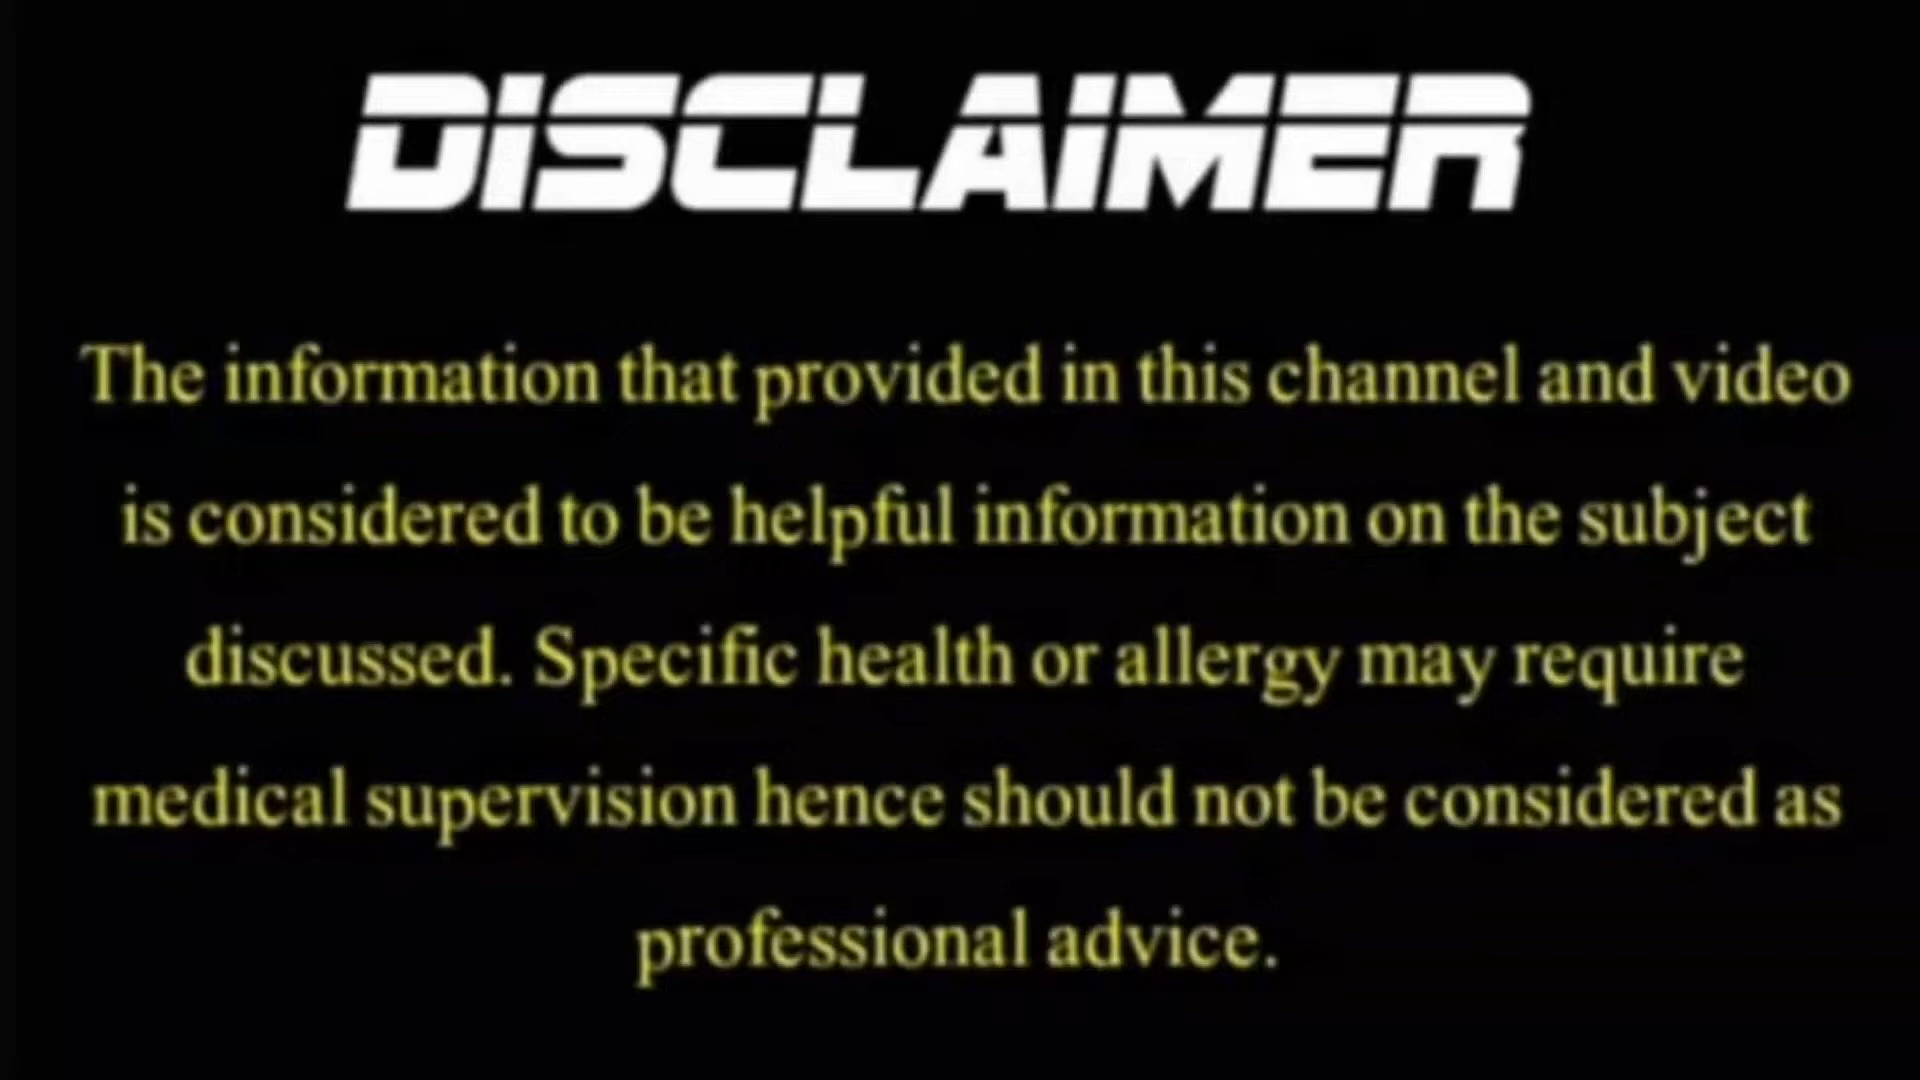 DISCLAIMER
The information that provided in this channel and video
is considered to be helpful information on the subject
discussed. Specific health or allergy may require
medical supervision hence should not be considered as
professional advice.